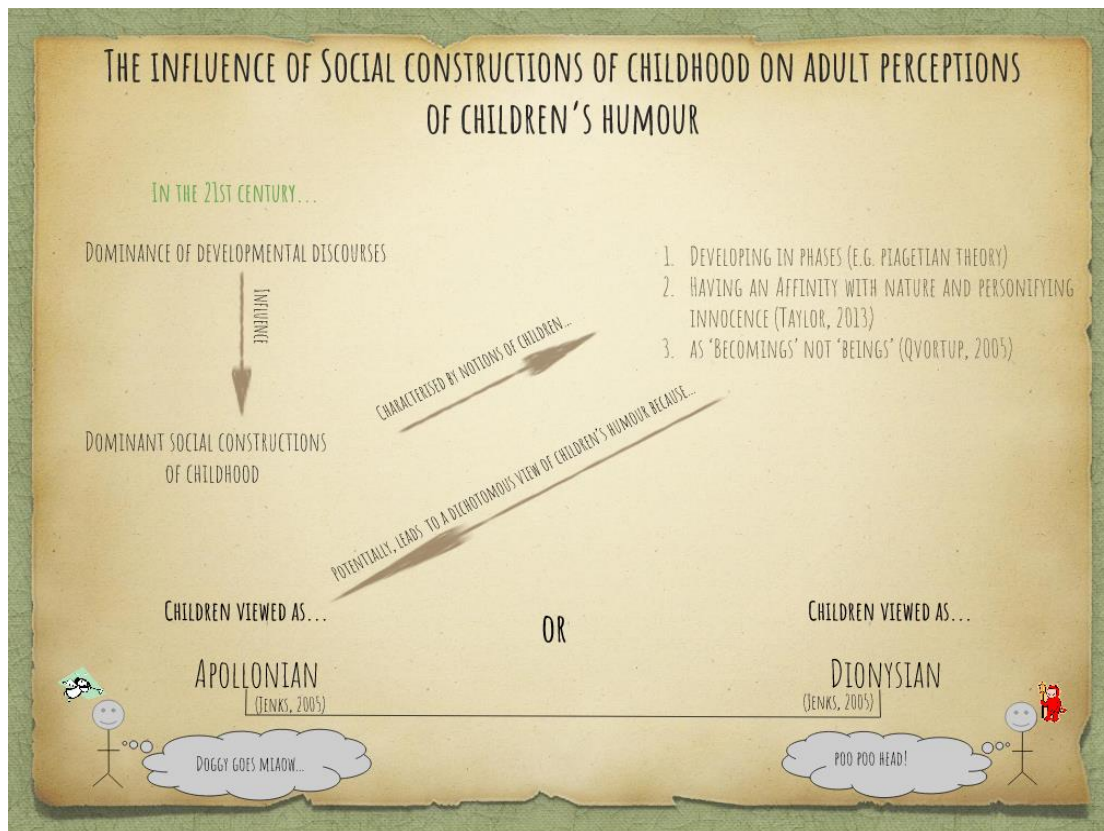 THE INFLUENCE OF SOCIAL CONSTRUCTIONS OF CHILDHOOD ON ADULT PERCEPTIONS
OF CHILDREN'S HUMOUR
IN THE 21ST CENTURY...
DOMINANCE OF DEVELOPMENTAL DISCOURSES
INFLUENCE
DOMINANT SOCIAL CONSTRUCTIONS
OF CHILDHOOD
CHARACTERISED BY NOTIONS OF CHILDREN...
1. DEVELOPING IN PHASES (E.G. PIAGETIAN THEORY)
2. HAVING AN AFFINITY WITH NATURE AND PERSONIFYING
INNOCENCE (TAYLOR, 2013)
3. AS 'BECOMINGS' NOT 'BEINGS' (QVORTUP, 2005)
POTENTIALLY, LEADS TO A DICHOTOMOUS VIEW OF CHILDREN'S HUMOUR BECAUSE...
CHILDREN VIEWED AS...
APOLLONIAN
(JENKS, 2005)
DOGGY GOES MIAOW...
OR
CHILDREN VIEWED AS...
DIONYSIAN
(JENKS, 2005)
POO POO HEAD!